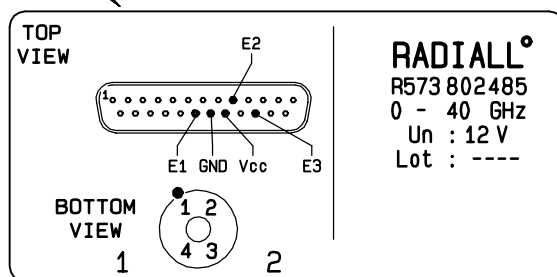 TOP
VIEW
E2
1
E1 GND Vcc E3
BOTTOM
VIEW
1 2
4 3
1 2
RADIALL°
R573 802485
0 - 40 GHz
Un : 12 V
Lot : ----